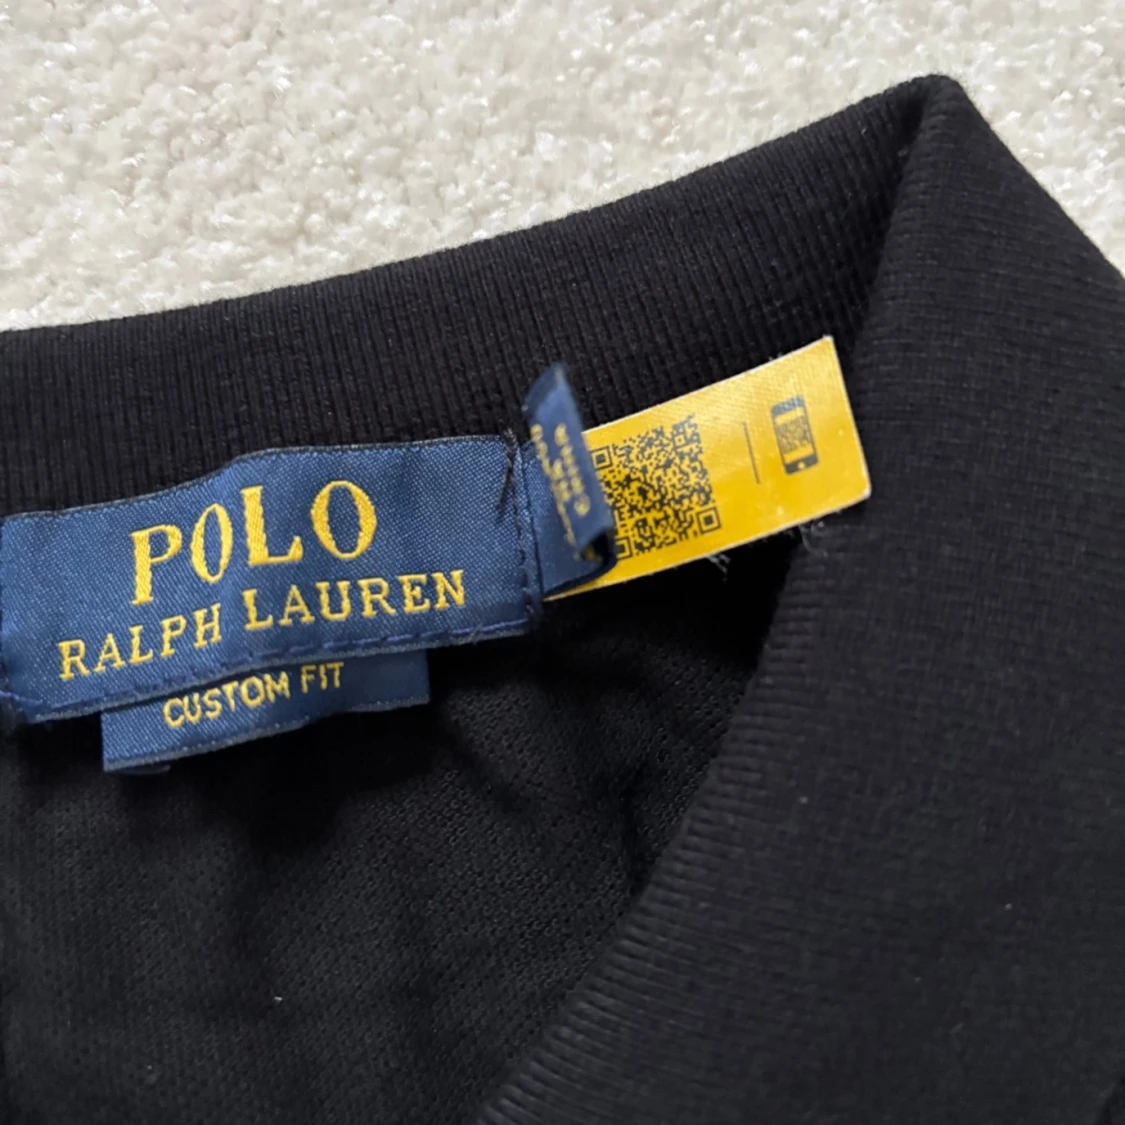 POLO
RALPH LAUREN
CUSTOM FIT